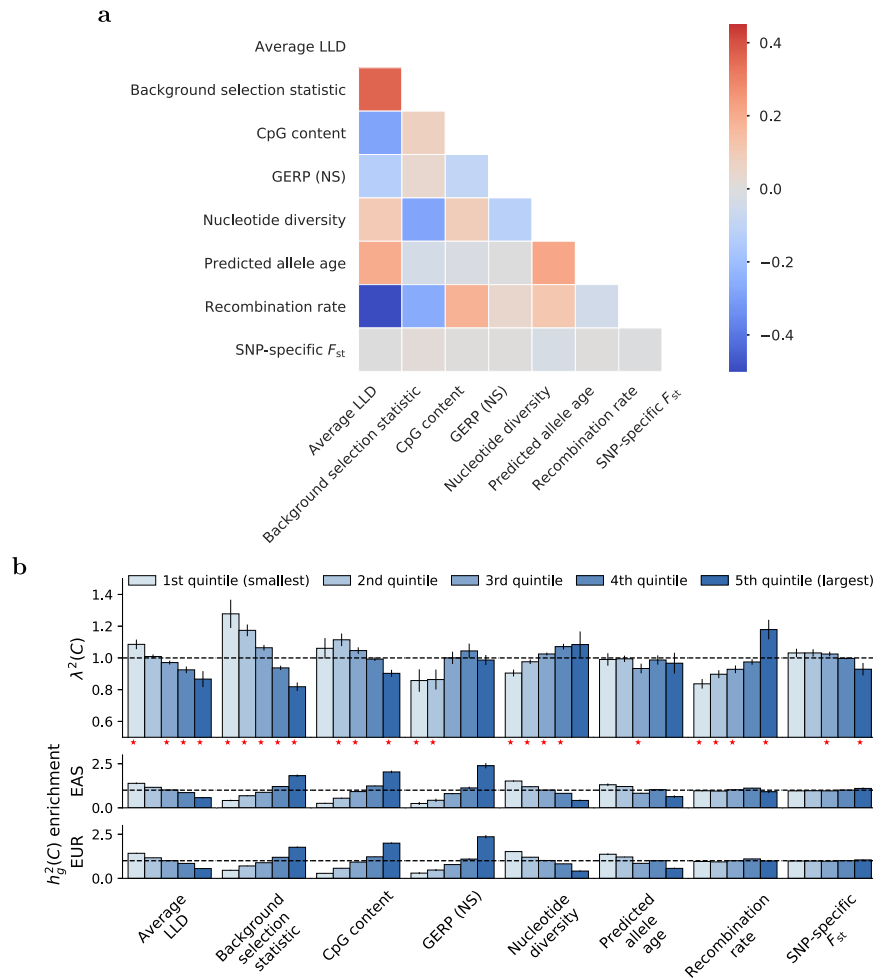 a
Average LLD
Background selection statistic
CpG content
GERP (NS)
Nucleotide diversity
Predicted allele age
Recombination rate
SNP-specific Fst
0.4
0.2
0.0
−0.2
−0.4
Average LLD
Background selection statistic
CpG content
GERP (NS)
Nucleotide diversity
Predicted allele age
Recombination rate
SNP-specific Fst
b
1st quintile (smallest) 2nd quintile 3rd quintile 4th quintile 5th quintile (largest)
λ²(C)
1.4
1.2
1.0
0.8
0.6
h²g(C) enrichment
EAS
2.5
0.0
EUR
2.5
0.0
Average
LLD
Background
selection
statistic
CpG content
GERP (NS)
Nucleotide
diversity
Predicted
allele
age
Recombination
rate
SNP-specific
Fst